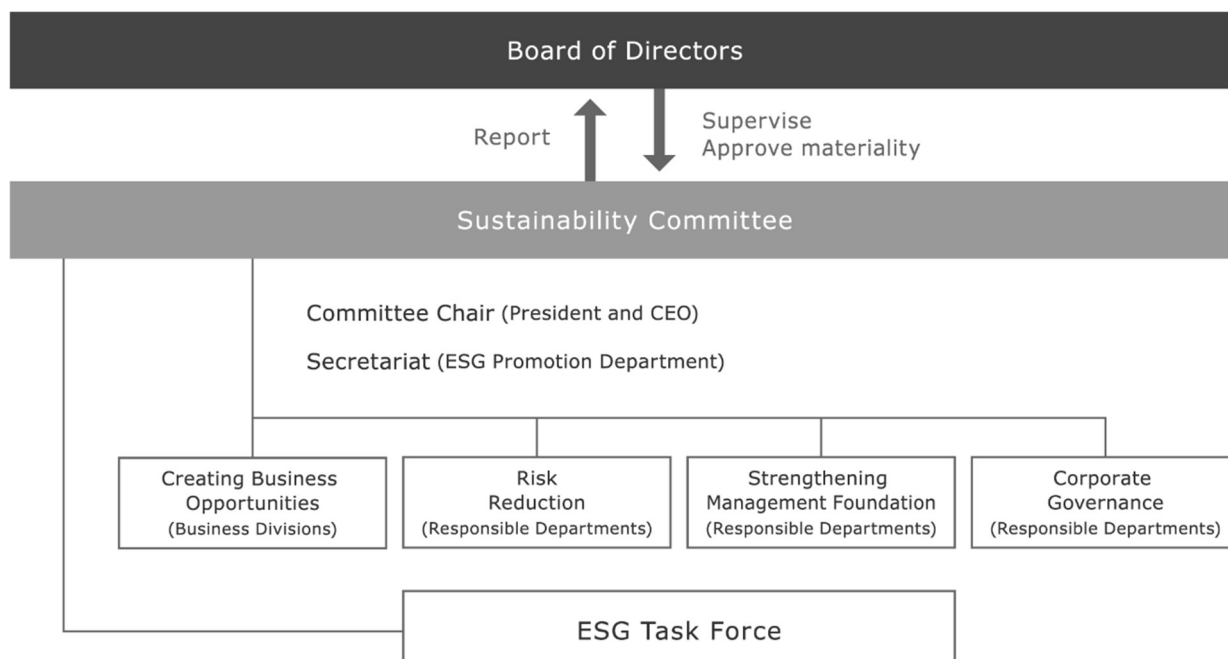 Board of Directors
Report
Supervise
Approve materiality
Sustainability Committee
Committee Chair (President and CEO)
Secretariat (ESG Promotion Department)
Creating Business
Opportunities
(Business Divisions)
Risk
Reduction
(Responsible Departments)
Strengthening
Management Foundation
(Responsible Departments)
Corporate
Governance
(Responsible Departments)
ESG Task Force